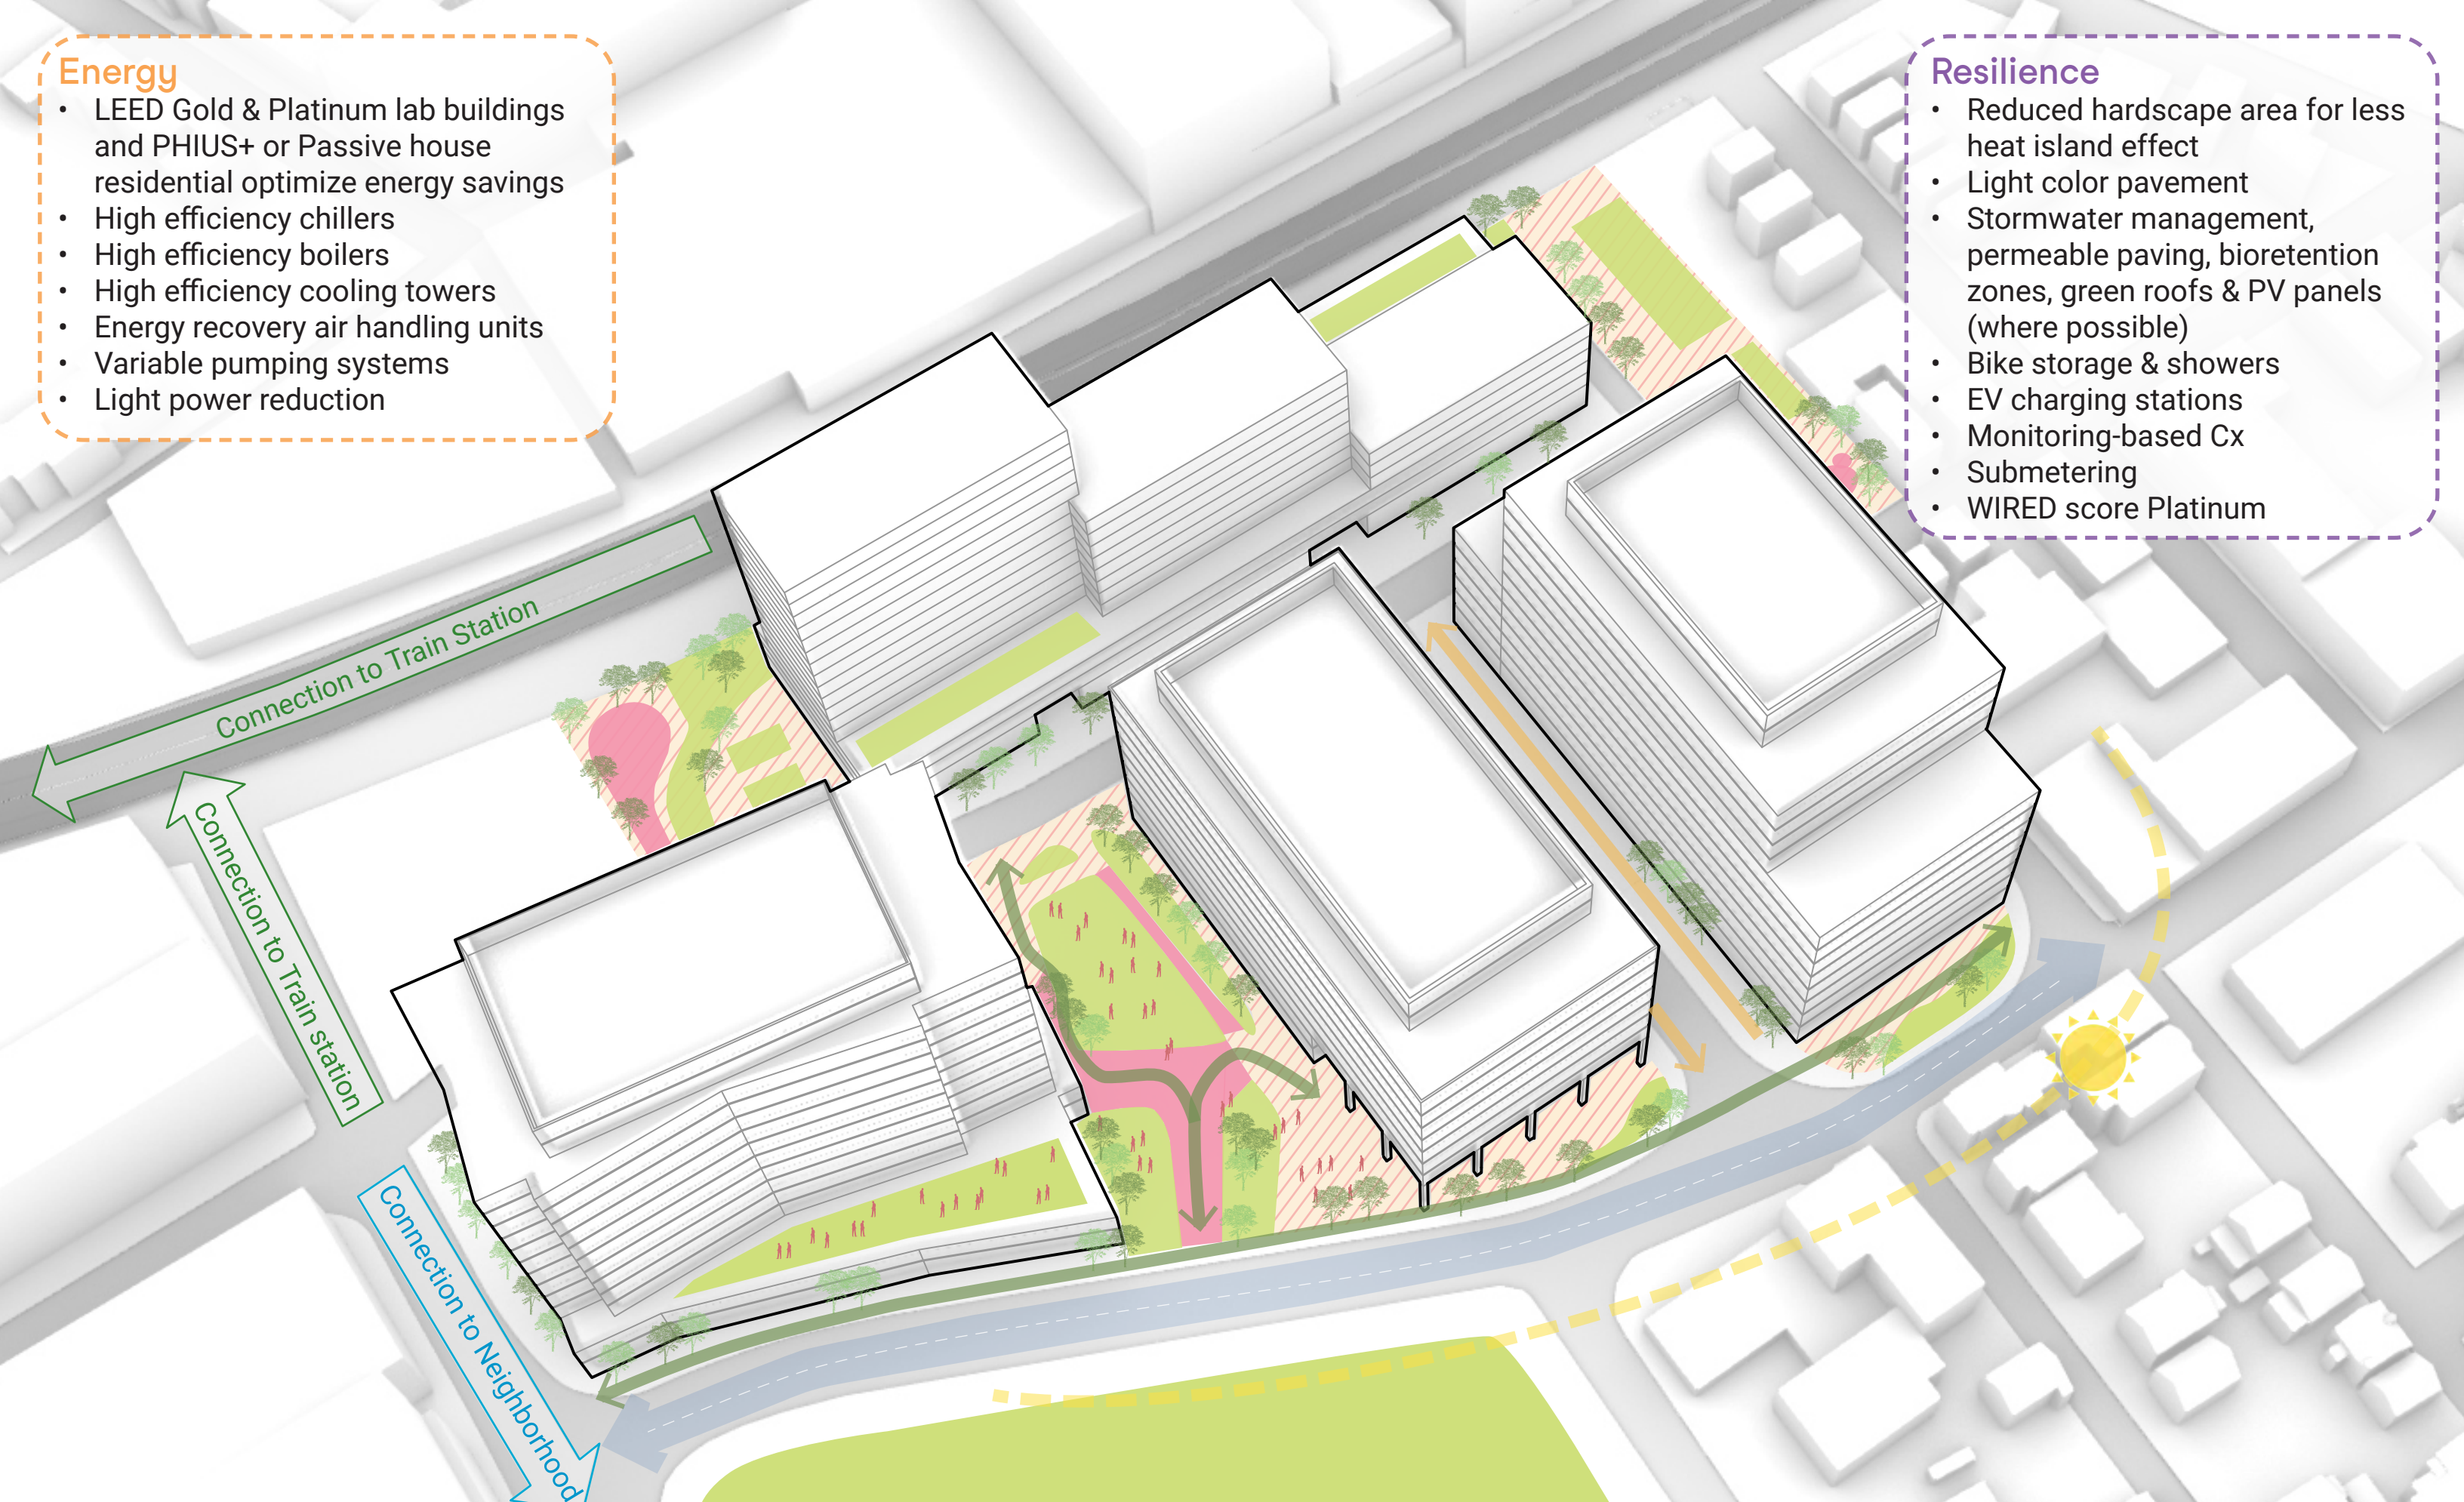 Energy
• LEED Gold & Platinum lab buildings
and PHIUS+ or Passive house
residential optimize energy savings
• High efficiency chillers
• High efficiency boilers
• High efficiency cooling towers
• Energy recovery air handling units
• Variable pumping systems
• Light power reduction
Resilience
• Reduced hardscape area for less
heat island effect
• Light color pavement
• Stormwater management,
permeable paving, bioretention
zones, green roofs & PV panels
(where possible)
• Bike storage & showers
• EV charging stations
• Monitoring-based Cx
• Submetering
• WIRED score Platinum
Connection to Train Station
Connection to Train station
Connection to Neighborhood